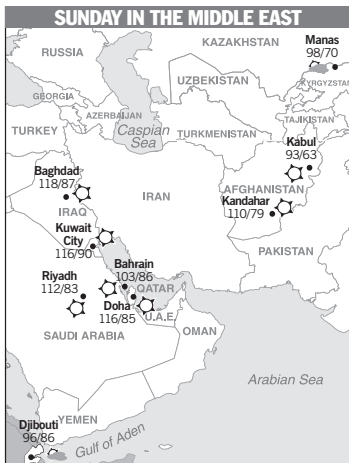 SUNDAY IN THE MIDDLE EAST
KAZAKHSTAN
Manas
98/70
RUSSIA
UZBEKISTAN
KYRGYZSTAN
GEORGIA
AZERBAIJAN
TAJIKISTAN
TURKEY
Caspian
Sea
TURKMENISTAN
Kabul
93/63
Baghdad
118/87
IRAN
AFGHANISTAN
Kandahar
110/79
IRAQ
Kuwait
City
116/90
PAKISTAN
Bahrain
103/86
Riyadh
112/83
QATAR
Doha
116/85
U.A.E.
SAUDI ARABIA
OMAN
Arabian Sea
Djibouti
96/86
YEMEN
Gulf of Aden